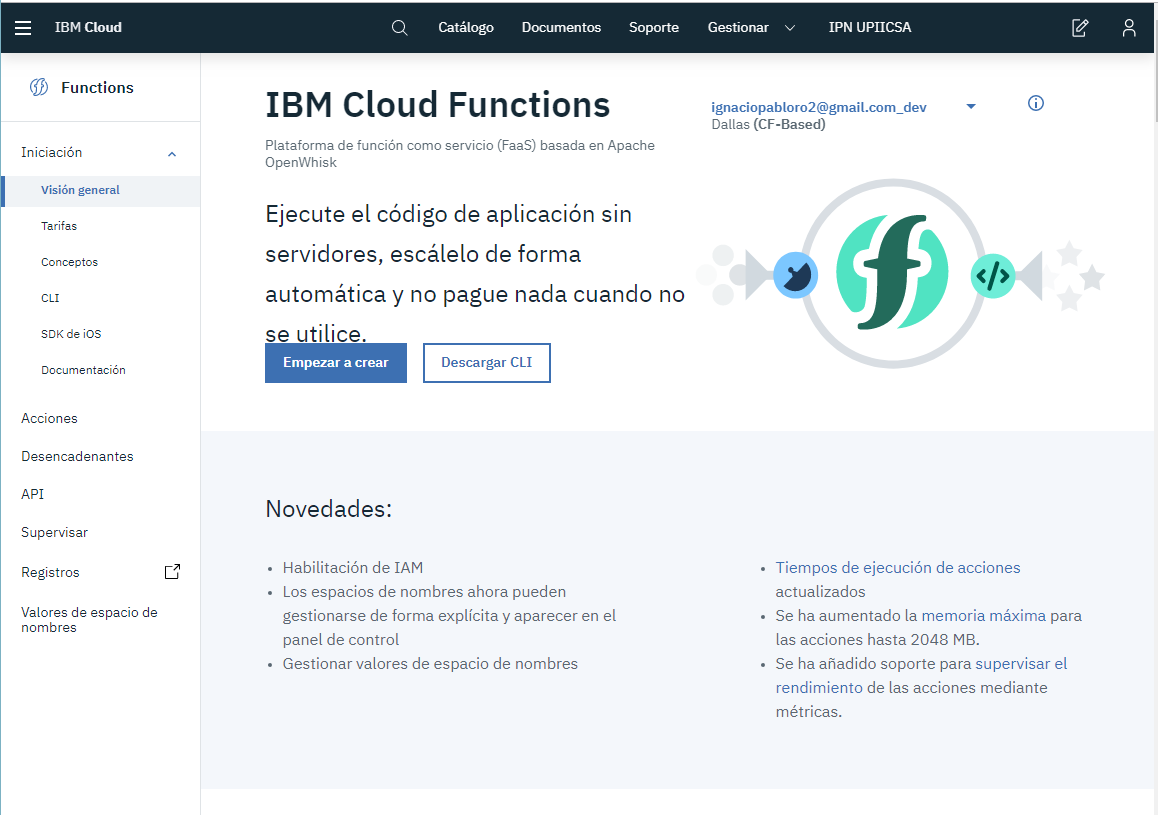 IBM Cloud
Catálogo
Documentos
Soporte
Gestionar
IPN UPIICSA
Functions
Iniciación
Visión general
Tarifas
Conceptos
CLI
SDK de iOS
Documentación
Acciones
Desencadenantes
API
Supervisar
Registros
Valores de espacio de
nombres
IBM Cloud Functions
Plataforma de función como servicio (FaaS) basada en Apache
OpenWhisk
ignaciopabloro2@gmail.com_dev
Dallas (CF-Based)
Ejecute el código de aplicación sin
servidores, escálelo de forma
automática y no pague nada cuando no
se utilice.
Empezar a crear
Descargar CLI
Novedades:
Habilitación de IAM
Los espacios de nombres ahora pueden
gestionarse de forma explícita y aparecer en el
panel de control
Gestionar valores de espacio de nombres
Tiempos de ejecución de acciones
actualizados
Se ha aumentado la memoria máxima para
las acciones hasta 2048 MB.
Se ha añadido soporte para supervisar el
rendimiento de las acciones mediante
métricas.